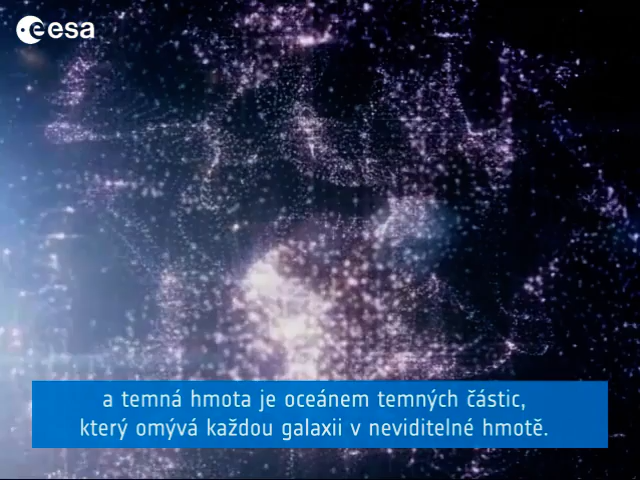 esa
a temná hmota je oceánem temných částic,
který omývá každou galaxii v neviditelné hmotě.